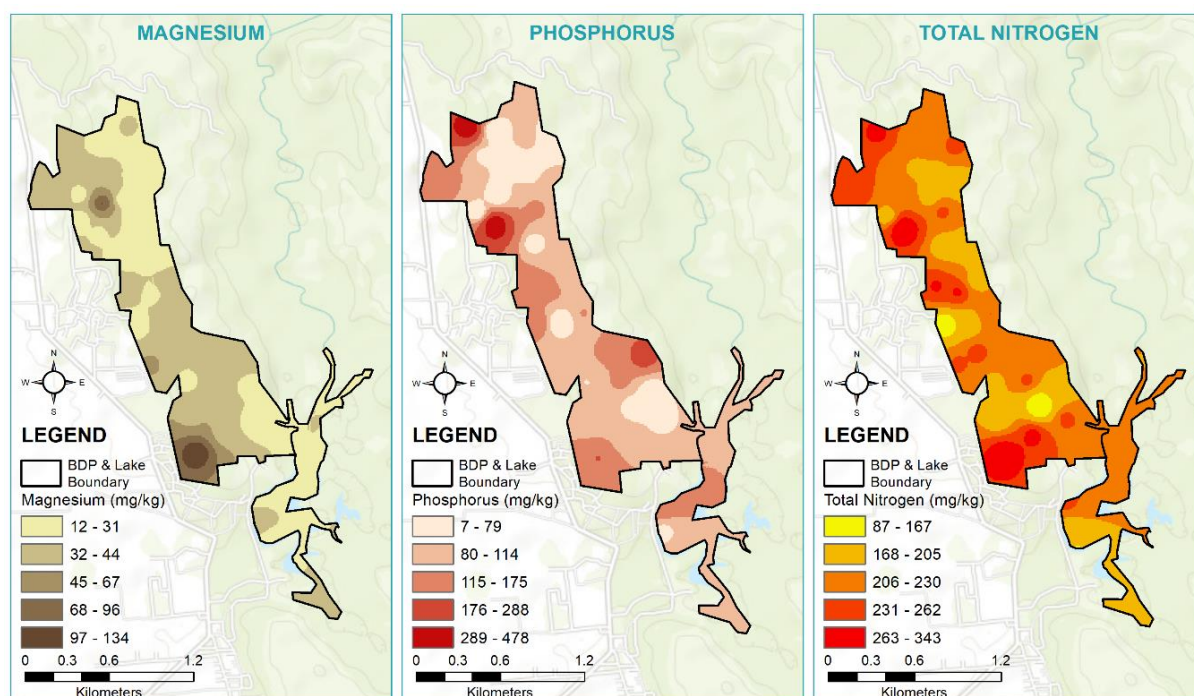 MAGNESIUM
N
W
E
S
LEGEND
BDP & Lake
Boundary
Magnesium (mg/kg)
12 - 31
32 - 44
45 - 67
68 - 96
97 - 134
0 0.3 0.6 1.2
Kilometers
PHOSPHORUS
N
W
E
S
LEGEND
BDP & Lake
Boundary
Phosphorus (mg/kg)
7 - 79
80 - 114
115 - 175
176 - 288
289 - 478
0 0.3 0.6 1.2
Kilometers
TOTAL NITROGEN
N
W
E
S
LEGEND
BDP & Lake
Boundary
Total Nitrogen (mg/kg)
87 - 167
168 - 205
206 - 230
231 - 262
263 - 343
0 0.3 0.6 1.2
Kilometers